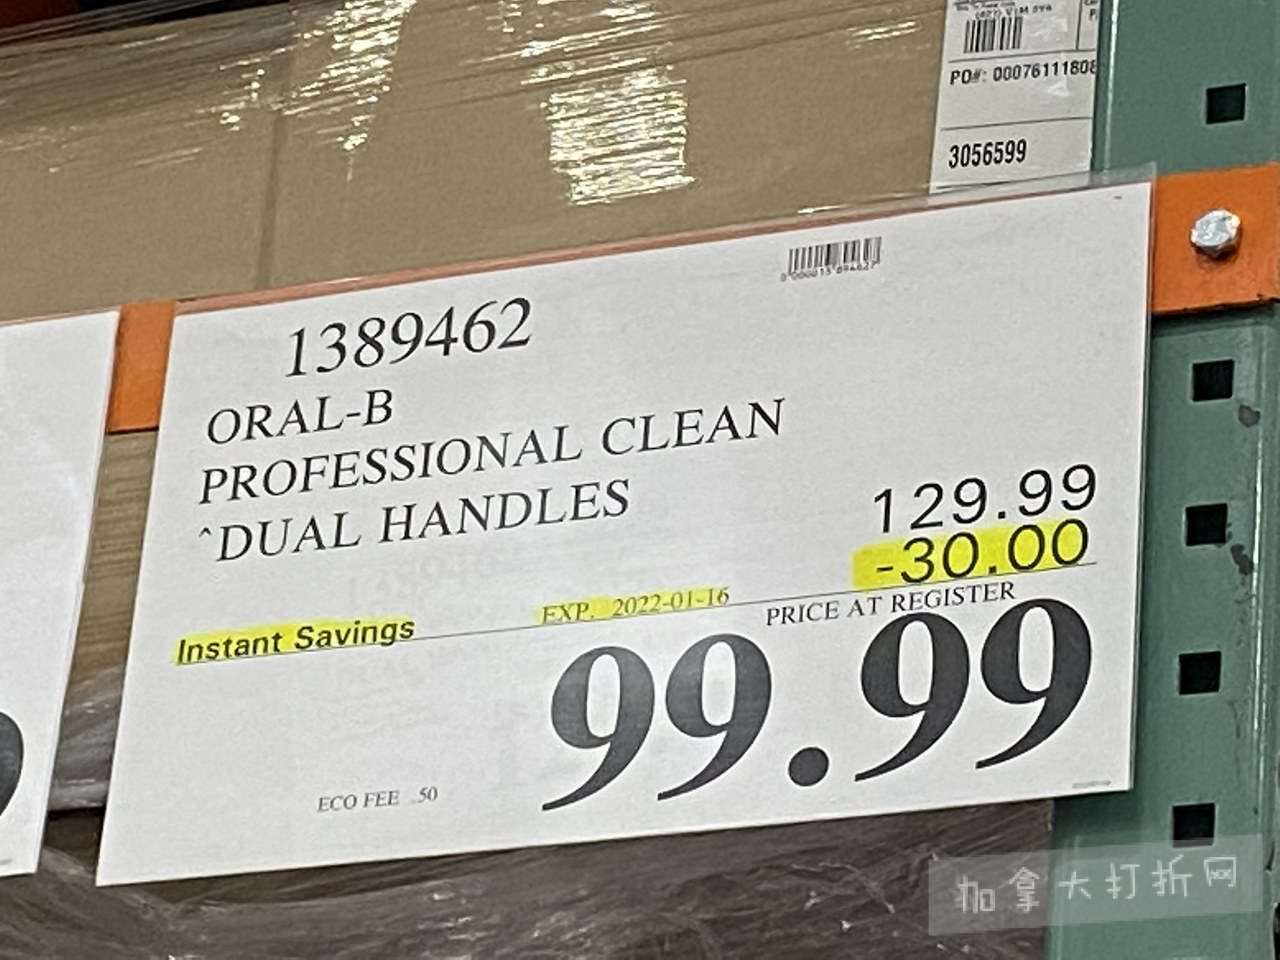 PO#: 00076111808
3056599
1389462
ORAL-B
PROFESSIONAL CLEAN
^DUAL HANDLES
129.99
-30.00
Instant Savings
EXP. 2022-01-16
PRICE AT REGISTER
99.99
ECO FEE .50
加拿大打折网